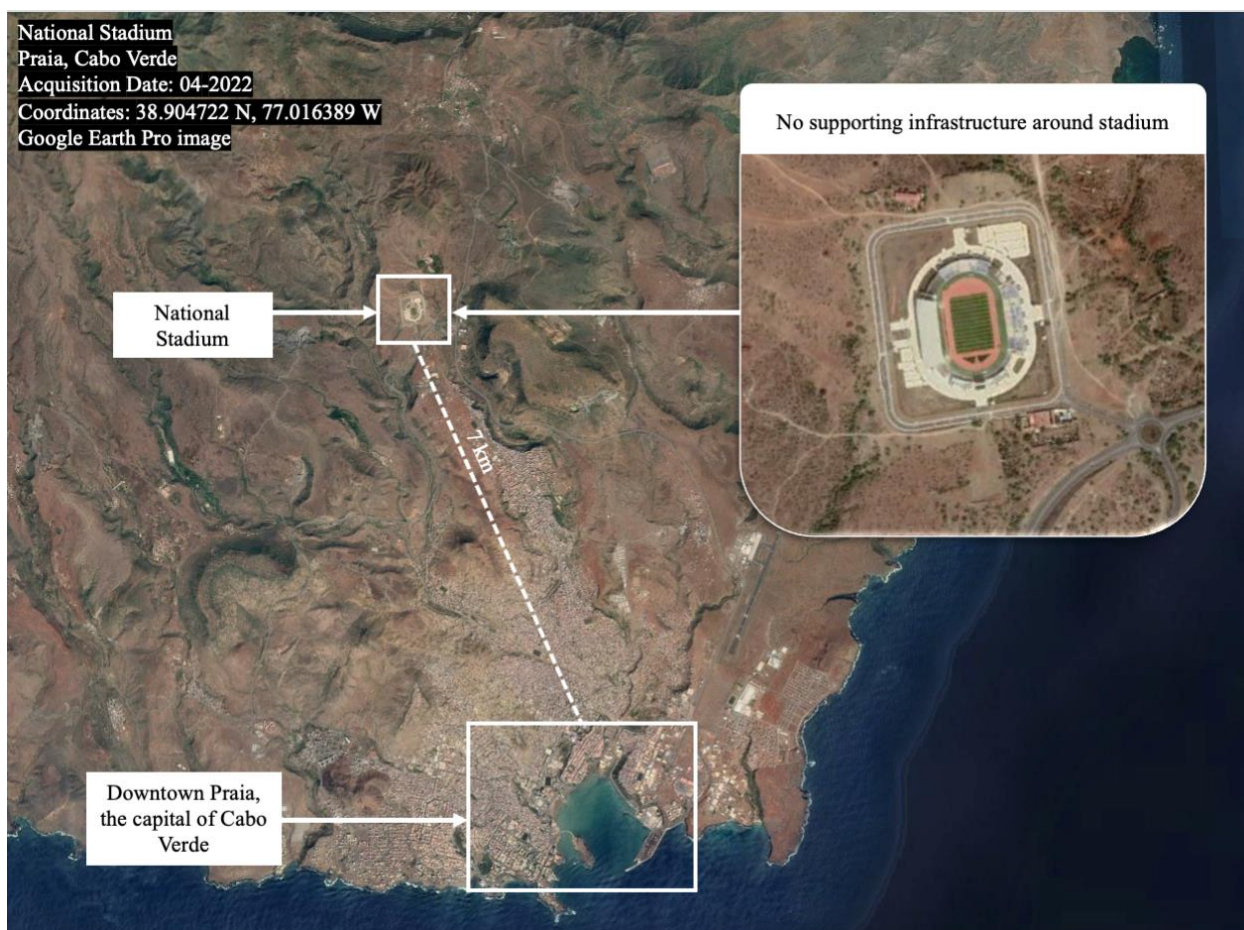 National Stadium
Praia, Cabo Verde
Acquisition Date: 04-2022
Coordinates: 38.904722 N, 77.016389 W
Google Earth Pro image
No supporting infrastructure around stadium
National
Stadium
7 km
Downtown Praia,
the capital of Cabo
Verde